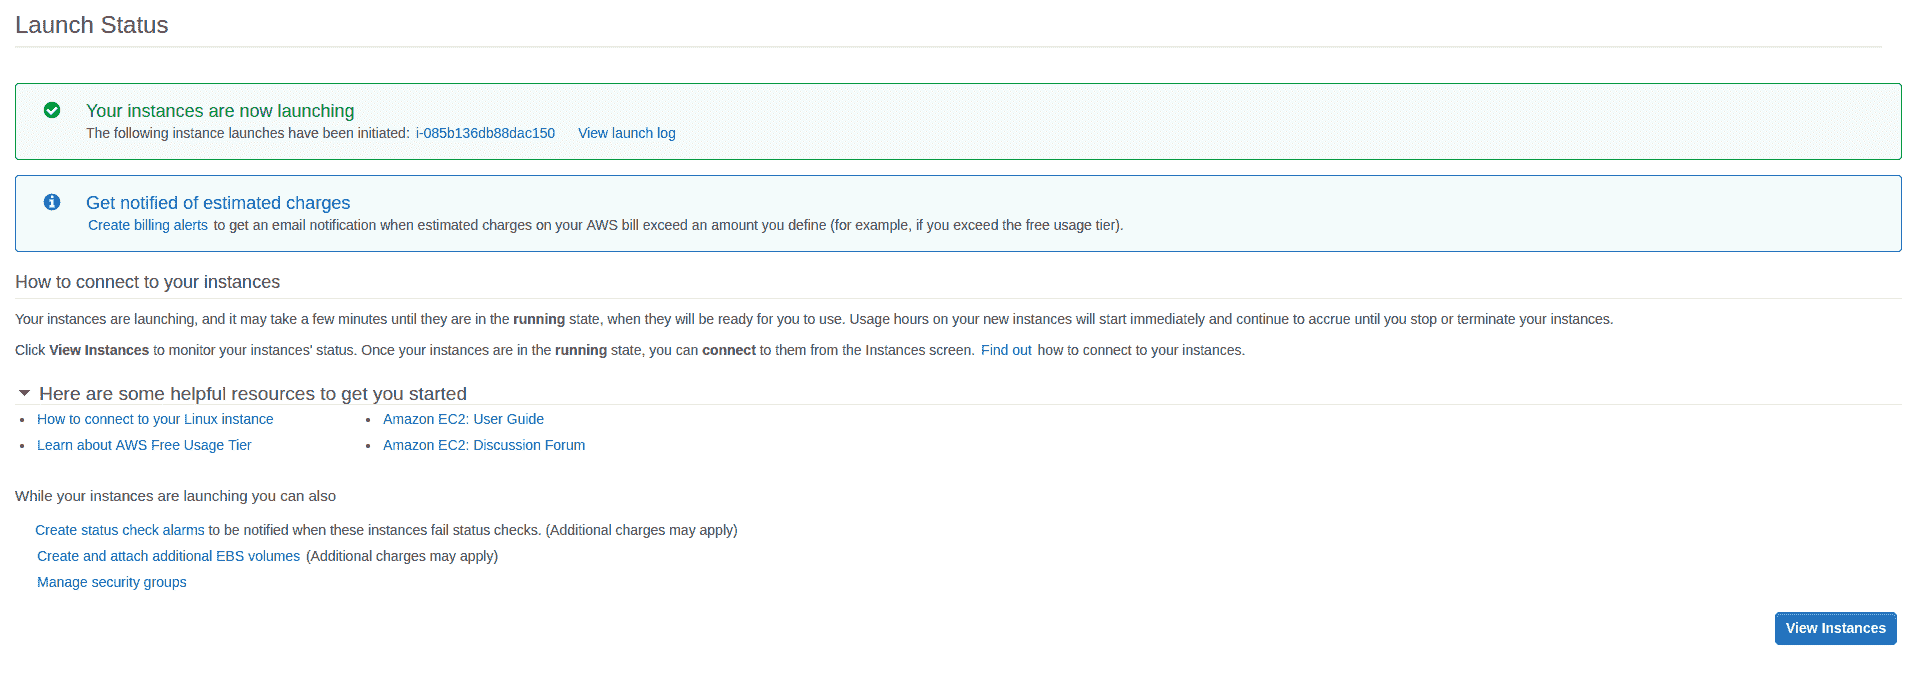 Launch Status
Your instances are now launching
The following instance launches have been initiated: i-085b136db88dac150 View launch log
Get notified of estimated charges
Create billing alerts to get an email notification when estimated charges on your AWS bill exceed an amount you define (for example, if you exceed the free usage tier).
How to connect to your instances
Your instances are launching, and it may take a few minutes until they are in the running state, when they will be ready for you to use. Usage hours on your new instances will start immediately and continue to accrue until you stop or terminate your instances.
Click View Instances to monitor your instances' status. Once your instances are in the running state, you can connect to them from the Instances screen. Find out how to connect to your instances.
Here are some helpful resources to get you started
• How to connect to your Linux instance
• Learn about AWS Free Usage Tier
• Amazon EC2: User Guide
• Amazon EC2: Discussion Forum
While your instances are launching you can also
Create status check alarms to be notified when these instances fail status checks. (Additional charges may apply)
Create and attach additional EBS volumes (Additional charges may apply)
Manage security groups
View Instances